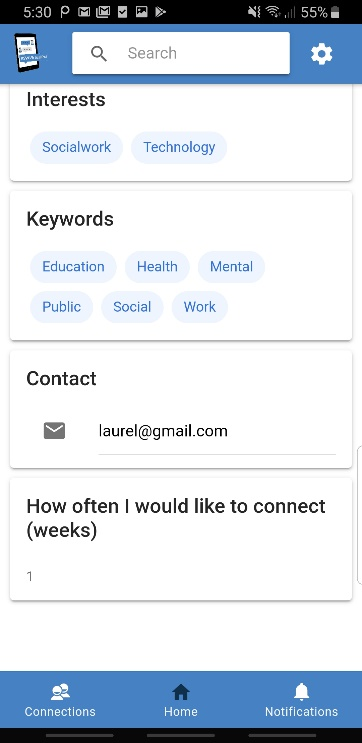 5:30
55%
Search
Interests
Socialwork Technology
Keywords
Education Health Mental
Public Social Work
Contact
laurel@gmail.com
How often I would like to connect
(weeks)
1
Connections Home Notifications